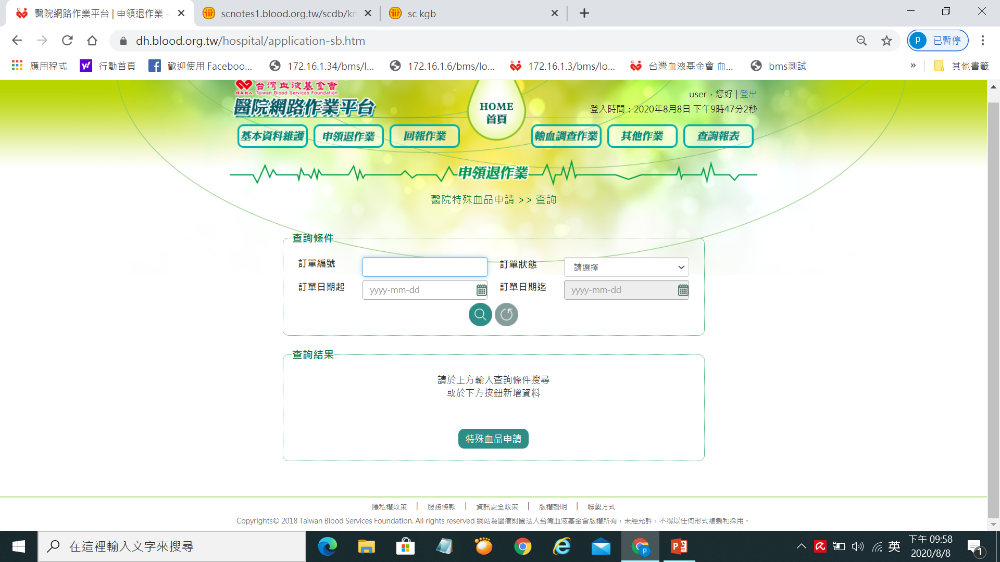 醫院網路作業平台 | 申領退作業 -
scnotes1.blood.org.tw/scdb/kn
sc kgb
dh.blood.org.tw/hospital/application-sb.htm
p 已暫停
應用程式
行動首頁
歡迎使用 Faceboo...
172.16.1.34/bms/l...
172.16.1.6/bms/lo...
172.16.1.3/bms/lo...
台灣血液基金會 血...
bms測試
»
其他書籤
台灣血液基金會
Taiwan Blood Services Foundation
醫院網路作業平台
HOME
首頁
user，您好 | 登出
登入時間：2020年8月8日 下午9時47分2秒
基本資料維護
申領退作業
回報作業
輸血調查作業
其他作業
查詢報表
申領退作業
醫院特殊血品申請 >> 查詢
查詢條件
訂單編號
訂單狀態
請選擇
訂單日期起
yyyy-mm-dd
訂單日期迄
yyyy-mm-dd
查詢結果
請於上方輸入查詢條件搜尋
或於下方按鈕新增資料
特殊血品申請
隱私權政策 | 服務條款 | 資訊安全政策 | 版權聲明 | 聯繫方式
Copyrights© 2018 Taiwan Blood Services Foundation. All rights reserved 網站為醫療財團法人台灣血液基金會版權所有，未經允許，不得以任何形式複製和採用。
在這裡輸入文字來搜尋
英
下午 09:58
2020/8/8
1